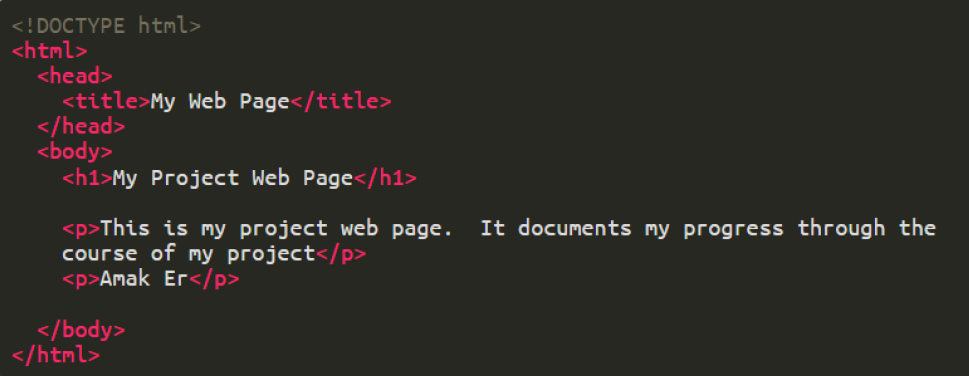 <!DOCTYPE html>
<html>
  <head>
    <title>My Web Page</title>
  </head>
  <body>
    <h1>My Project Web Page</h1>

    <p>This is my project web page.  It documents my progress through the
    course of my project</p>
    <p>Amak Er</p>

  </body>
</html>